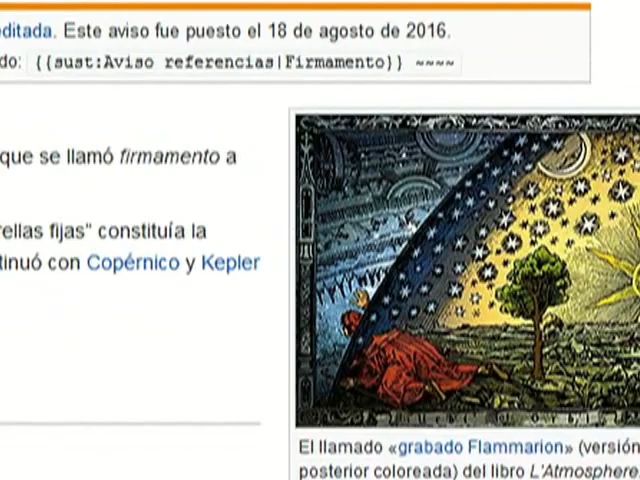 editada. Este aviso fue puesto el 18 de agosto de 2016.
do: {{sust:Aviso referencias|Firmamento}} ~~~~
que se llamó firmamento a
rellas fijas" constituía la
tinuó con Copérnico y Kepler
El llamado «grabado Flammarion» (versión
posterior coloreada) del libro L'Atmosphere